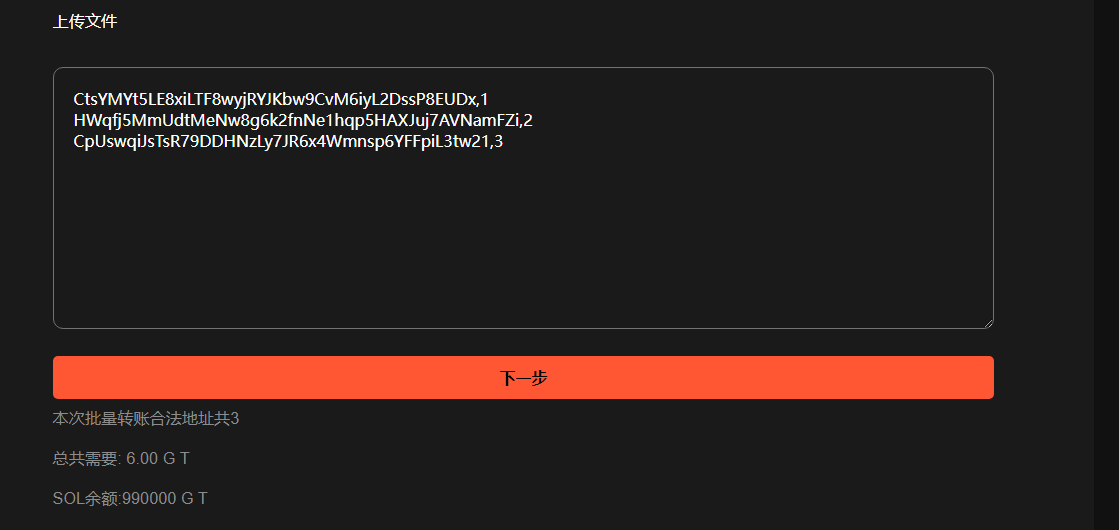 上传文件
CtsYMYt5LE8xiLTF8wyjRYJKbw9CvM6iyL2DssP8EUDx,1
HWqfj5MmUdtMeNw8g6k2fnNe1hqp5HAXJuj7AVNamFZi,2
CpUswqiJsTsR79DDHNzLy7JR6x4Wmnsp6YFFpiL3tw21,3
下一步
本次批量转账合法地址共3
总共需要: 6.00 G T
SOL余额:990000 G T